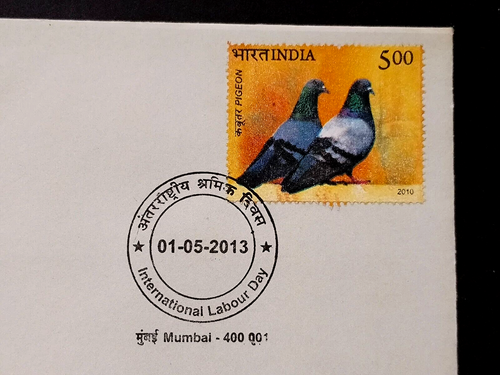 भारत INDIA 5.00
कबूतर PIGEON
2010
अंतरराष्ट्रीय श्रमिक दिवस
01-05-2013
International Labour Day
मुंबई Mumbai - 400 001